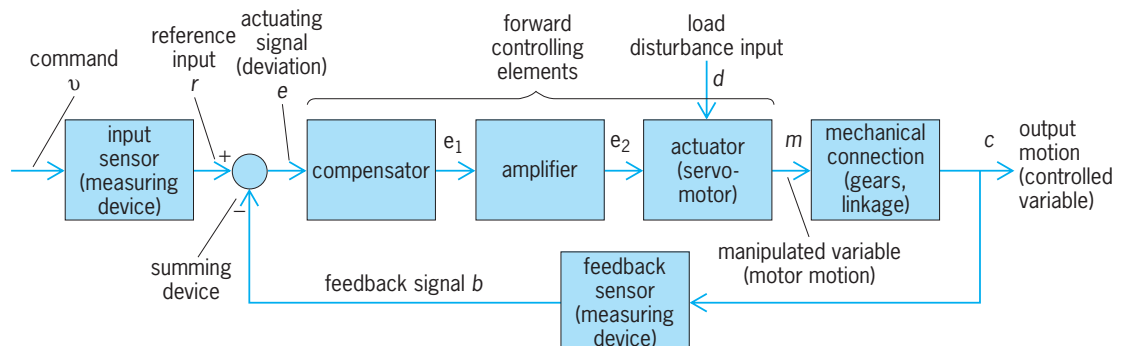 command
υ
reference
input
r
actuating
signal
(deviation)
e
forward
controlling
elements
load
disturbance input
d
input
sensor
(measuring
device)
+
−
summing
device
compensator
e₁
amplifier
e₂
actuator
(servo-
motor)
m
mechanical
connection
(gears,
linkage)
c
output
motion
(controlled
variable)
manipulated variable
(motor motion)
feedback signal b
feedback
sensor
(measuring
device)